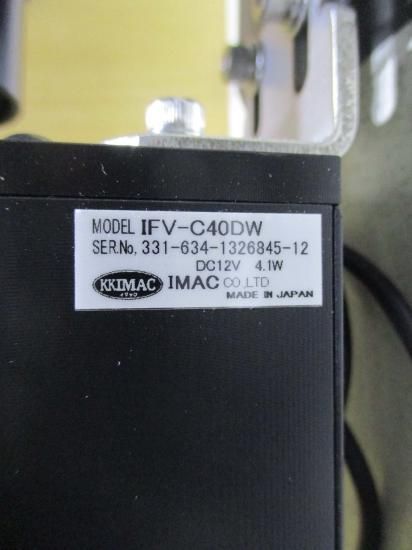 MODEL IFV-C40DW
SER.No. 331-634-1326845-12
DC12V 4.1W
KKIMAC IMAC CO.,LTD
MADE IN JAPAN